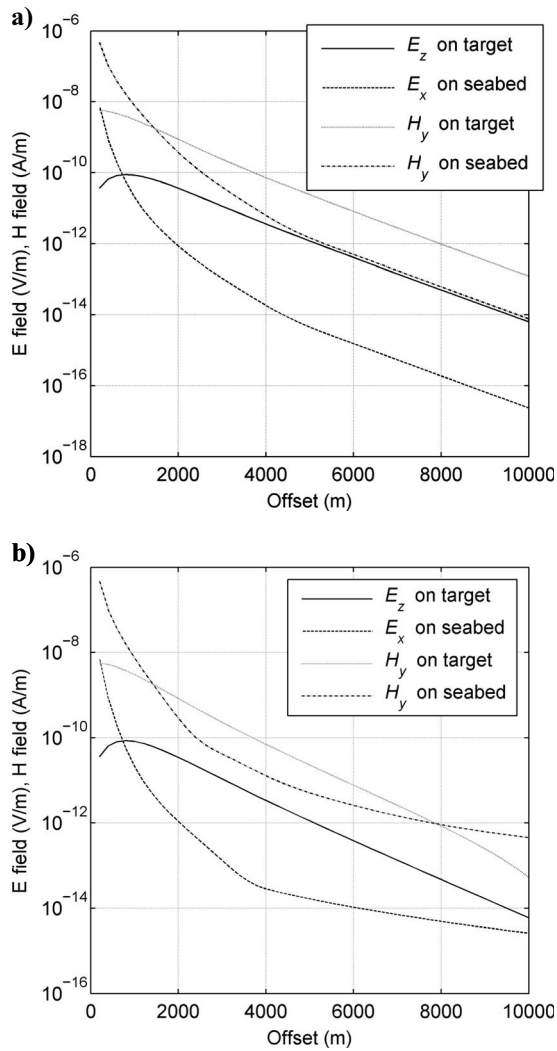 a)
10^-6
10^-8
10^-10
10^-12
10^-14
10^-16
10^-18
E field (V/m), H field (A/m)
E_z on target
E_x on seabed
H_y on target
H_y on seabed
0 2000 4000 6000 8000 10000
Offset (m)
b)
10^-6
10^-8
10^-10
10^-12
10^-14
10^-16
E field (V/m), H field (A/m)
E_z on target
E_x on seabed
H_y on target
H_y on seabed
0 2000 4000 6000 8000 10000
Offset (m)